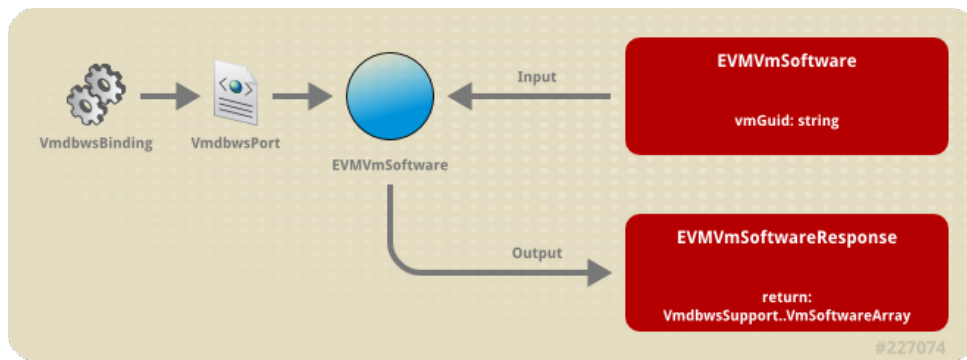 EVMVmSoftware
Input
vmGuid: string
VmdbwsBinding
VmdbwsPort
EVMVmSoftware
EVMVmSoftwareResponse
Output
return:
VmdbwsSupport..VmSoftwareArray
#227074